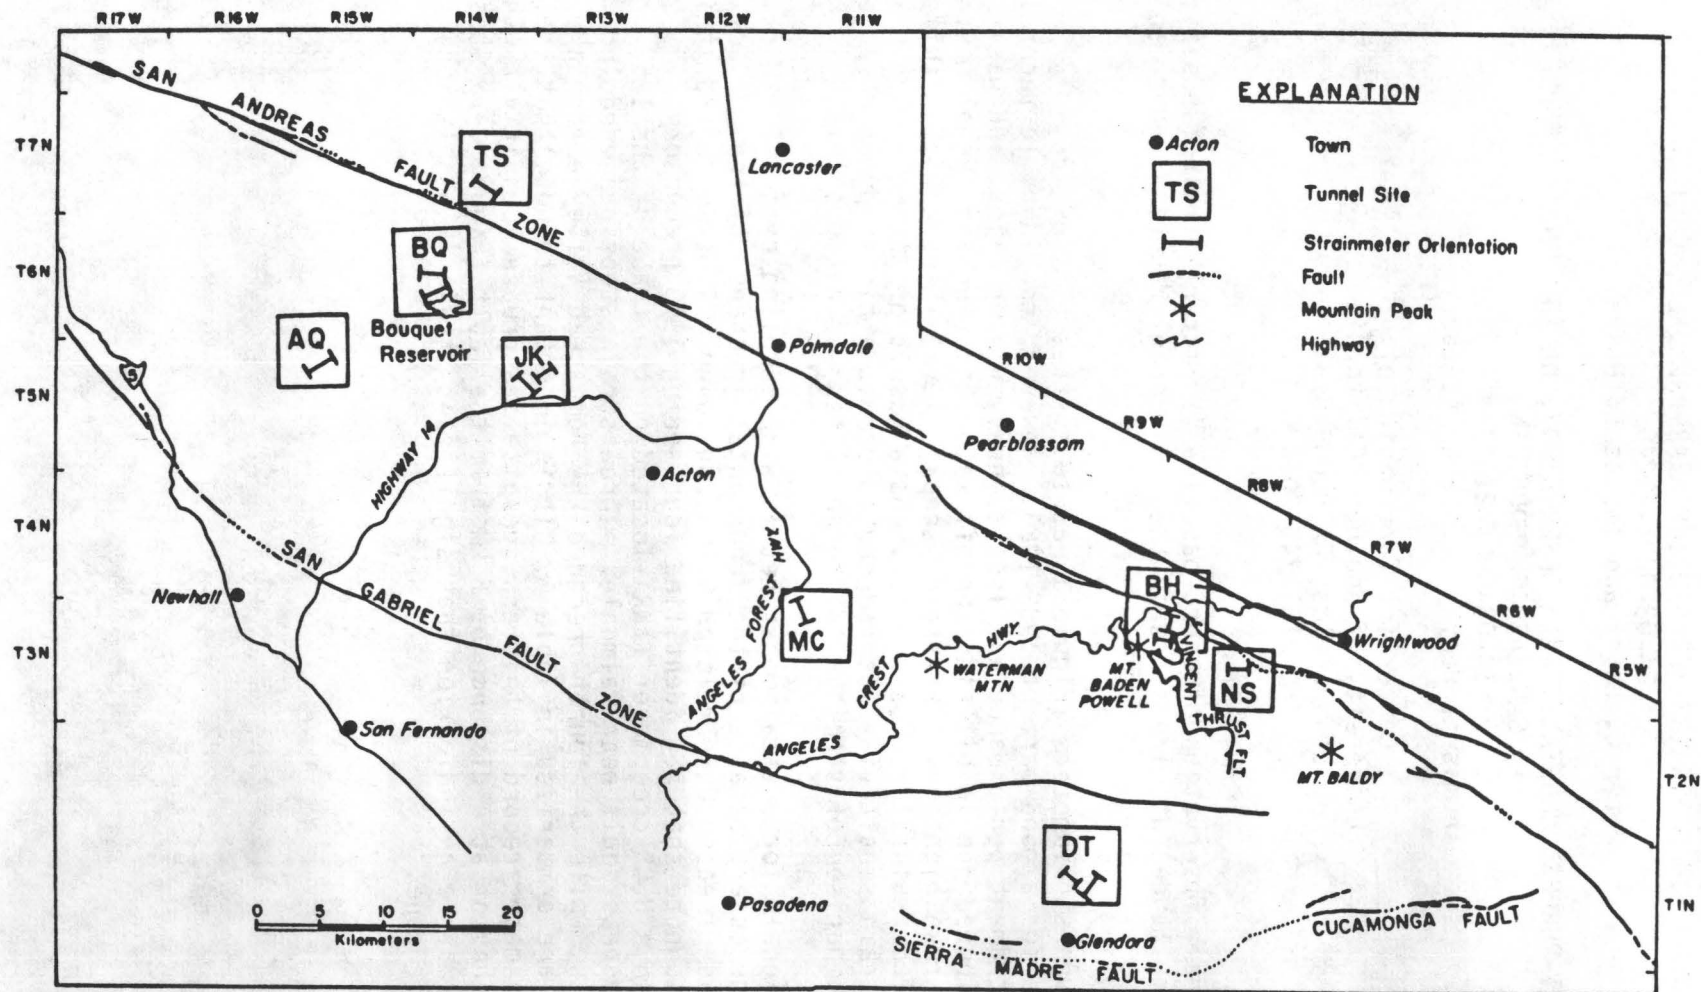 R17W R16W R15W R14W R13W R12W R11W
SAN
ANDREAS
FAULT
ZONE
T7N
T6N
T5N
T4N
T3N
TS
Lancaster
BQ
Bouquet
Reservoir
AQ
JK
Palmdale
5
HIGHWAY 14
Acton
Pearblossom
R10W
R9W
R8W
R7W
R6W
R5W
EXPLANATION
Acton Town
TS Tunnel Site
Strainmeter Orientation
Fault
Mountain Peak
Highway
SAN
GABRIEL
FAULT
ZONE
Newhall
San Fernando
ANGELES FOREST HWY
MC
ANGELES CREST HWY.
WATERMAN
MTN
BH
MT
BADEN
POWELL
VINCENT
THRUST FLT
NS
Wrightwood
MT. BALDY
T2N
T1N
DT
Pasadena
Glendora
SIERRA MADRE FAULT
CUCAMONGA FAULT
0 5 10 15 20
Kilometers